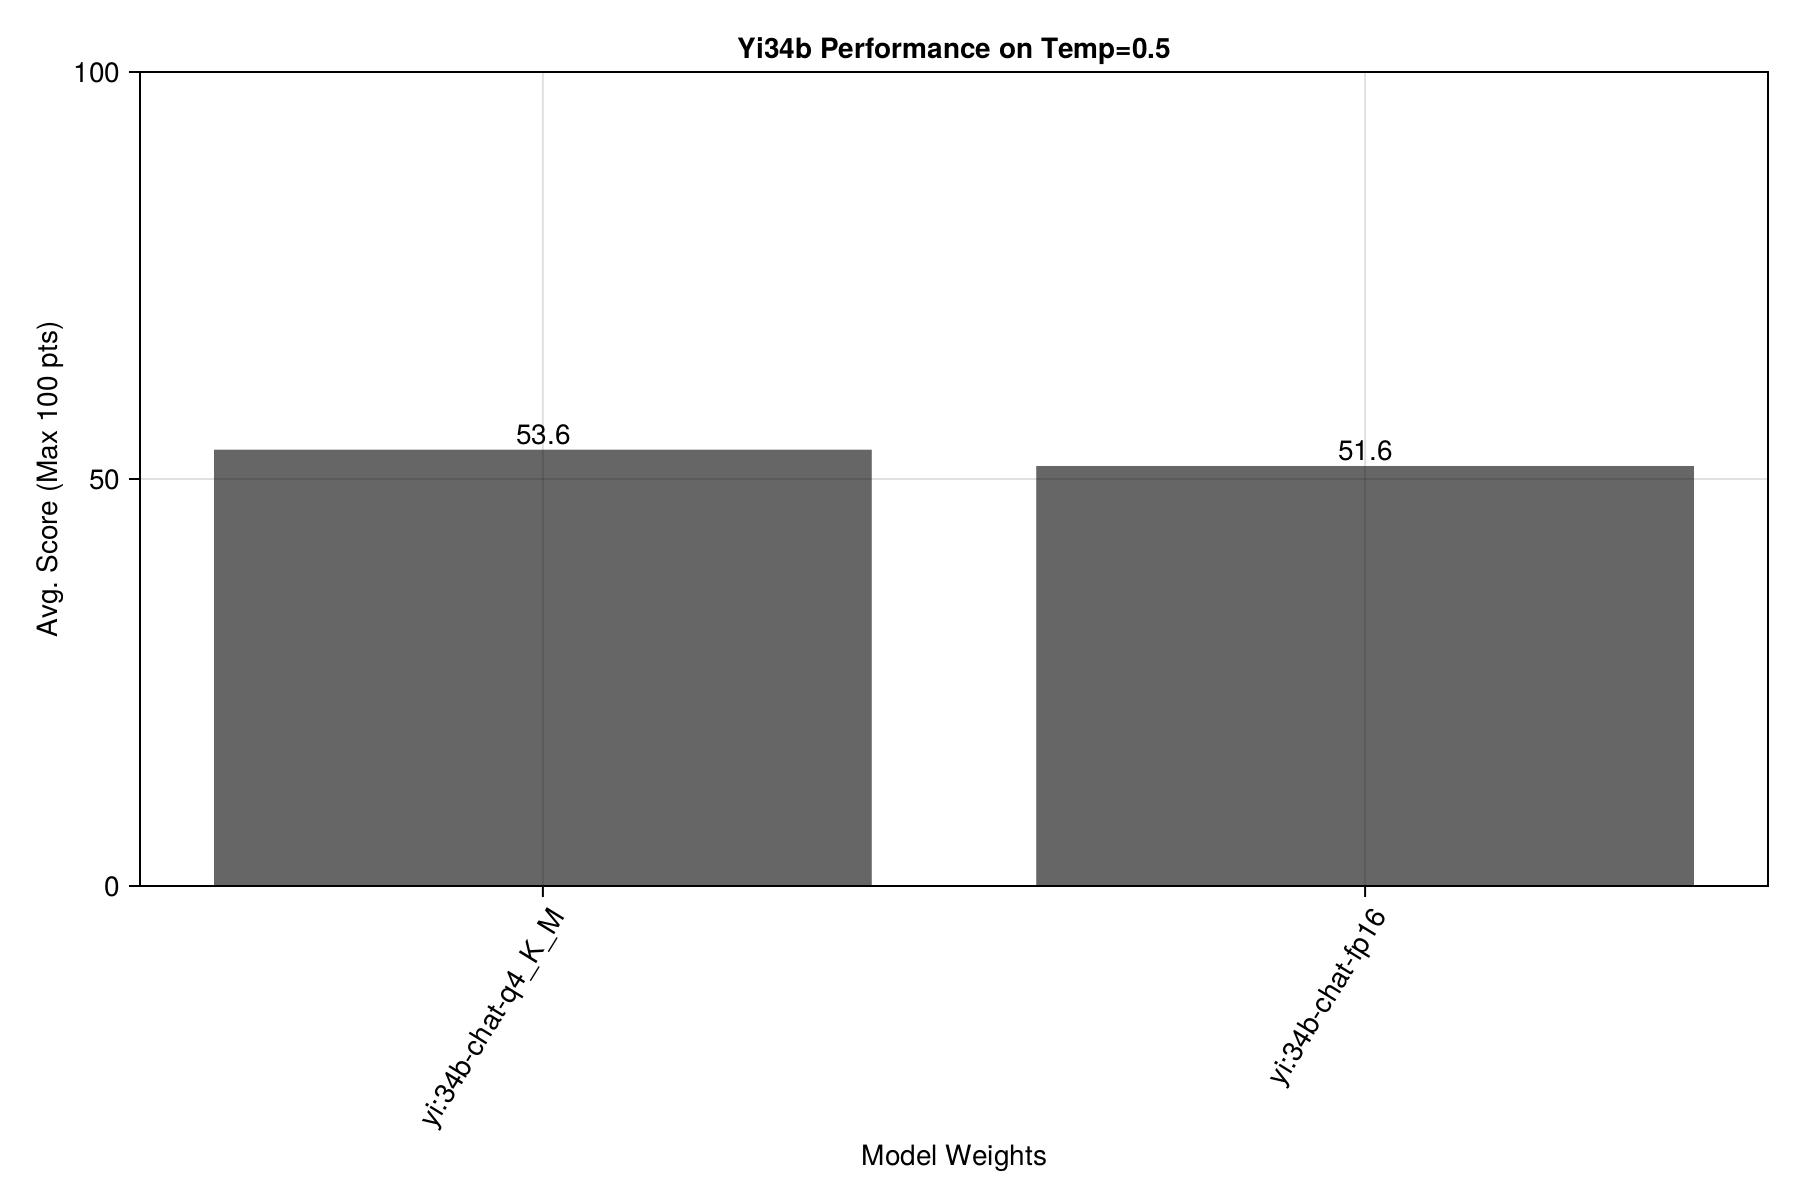 Yi34b Performance on Temp=0.5
100
50
0
Avg. Score (Max 100 pts)
53.6
51.6
yi:34b-chat-q4_K_M
yi:34b-chat-fp16
Model Weights